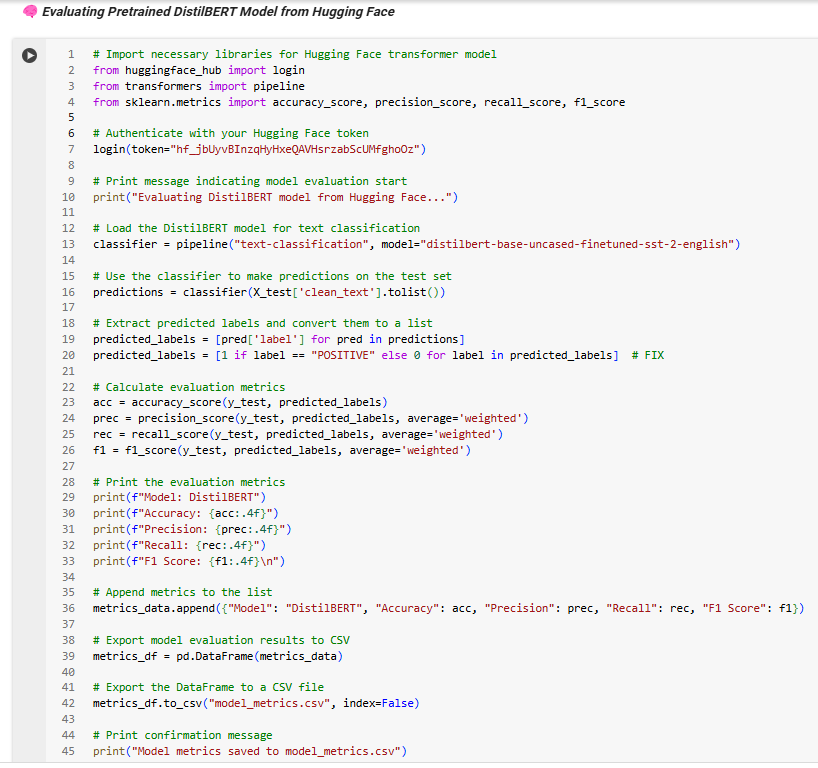 🧠 Evaluating Pretrained DistilBERT Model from Hugging Face
1 # Import necessary libraries for Hugging Face transformer model
2 from huggingface_hub import login
3 from transformers import pipeline
4 from sklearn.metrics import accuracy_score, precision_score, recall_score, f1_score
5
6 # Authenticate with your Hugging Face token
7 login(token="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")
8
9 # Print message indicating model evaluation start
10 print("Evaluating DistilBERT model from Hugging Face...")
11
12 # Load the DistilBERT model for text classification
13 classifier = pipeline("text-classification", model="distilbert-base-uncased-finetuned-sst-2-english")
14
15 # Use the classifier to make predictions on the test set
16 predictions = classifier(X_test['clean_text'].tolist())
17
18 # Extract predicted labels and convert them to a list
19 predicted_labels = [pred['label'] for pred in predictions]
20 predicted_labels = [1 if label == "POSITIVE" else 0 for label in predicted_labels]  # FIX
21
22 # Calculate evaluation metrics
23 acc = accuracy_score(y_test, predicted_labels)
24 prec = precision_score(y_test, predicted_labels, average='weighted')
25 rec = recall_score(y_test, predicted_labels, average='weighted')
26 f1 = f1_score(y_test, predicted_labels, average='weighted')
27
28 # Print the evaluation metrics
29 print(f"Model: DistilBERT")
30 print(f"Accuracy: {acc:.4f}")
31 print(f"Precision: {prec:.4f}")
32 print(f"Recall: {rec:.4f}")
33 print(f"F1 Score: {f1:.4f}\n")
34
35 # Append metrics to the list
36 metrics_data.append({"Model": "DistilBERT", "Accuracy": acc, "Precision": prec, "Recall": rec, "F1 Score": f1})
37
38 # Export model evaluation results to CSV
39 metrics_df = pd.DataFrame(metrics_data)
40
41 # Export the DataFrame to a CSV file
42 metrics_df.to_csv("model_metrics.csv", index=False)
43
44 # Print confirmation message
45 print("Model metrics saved to model_metrics.csv")